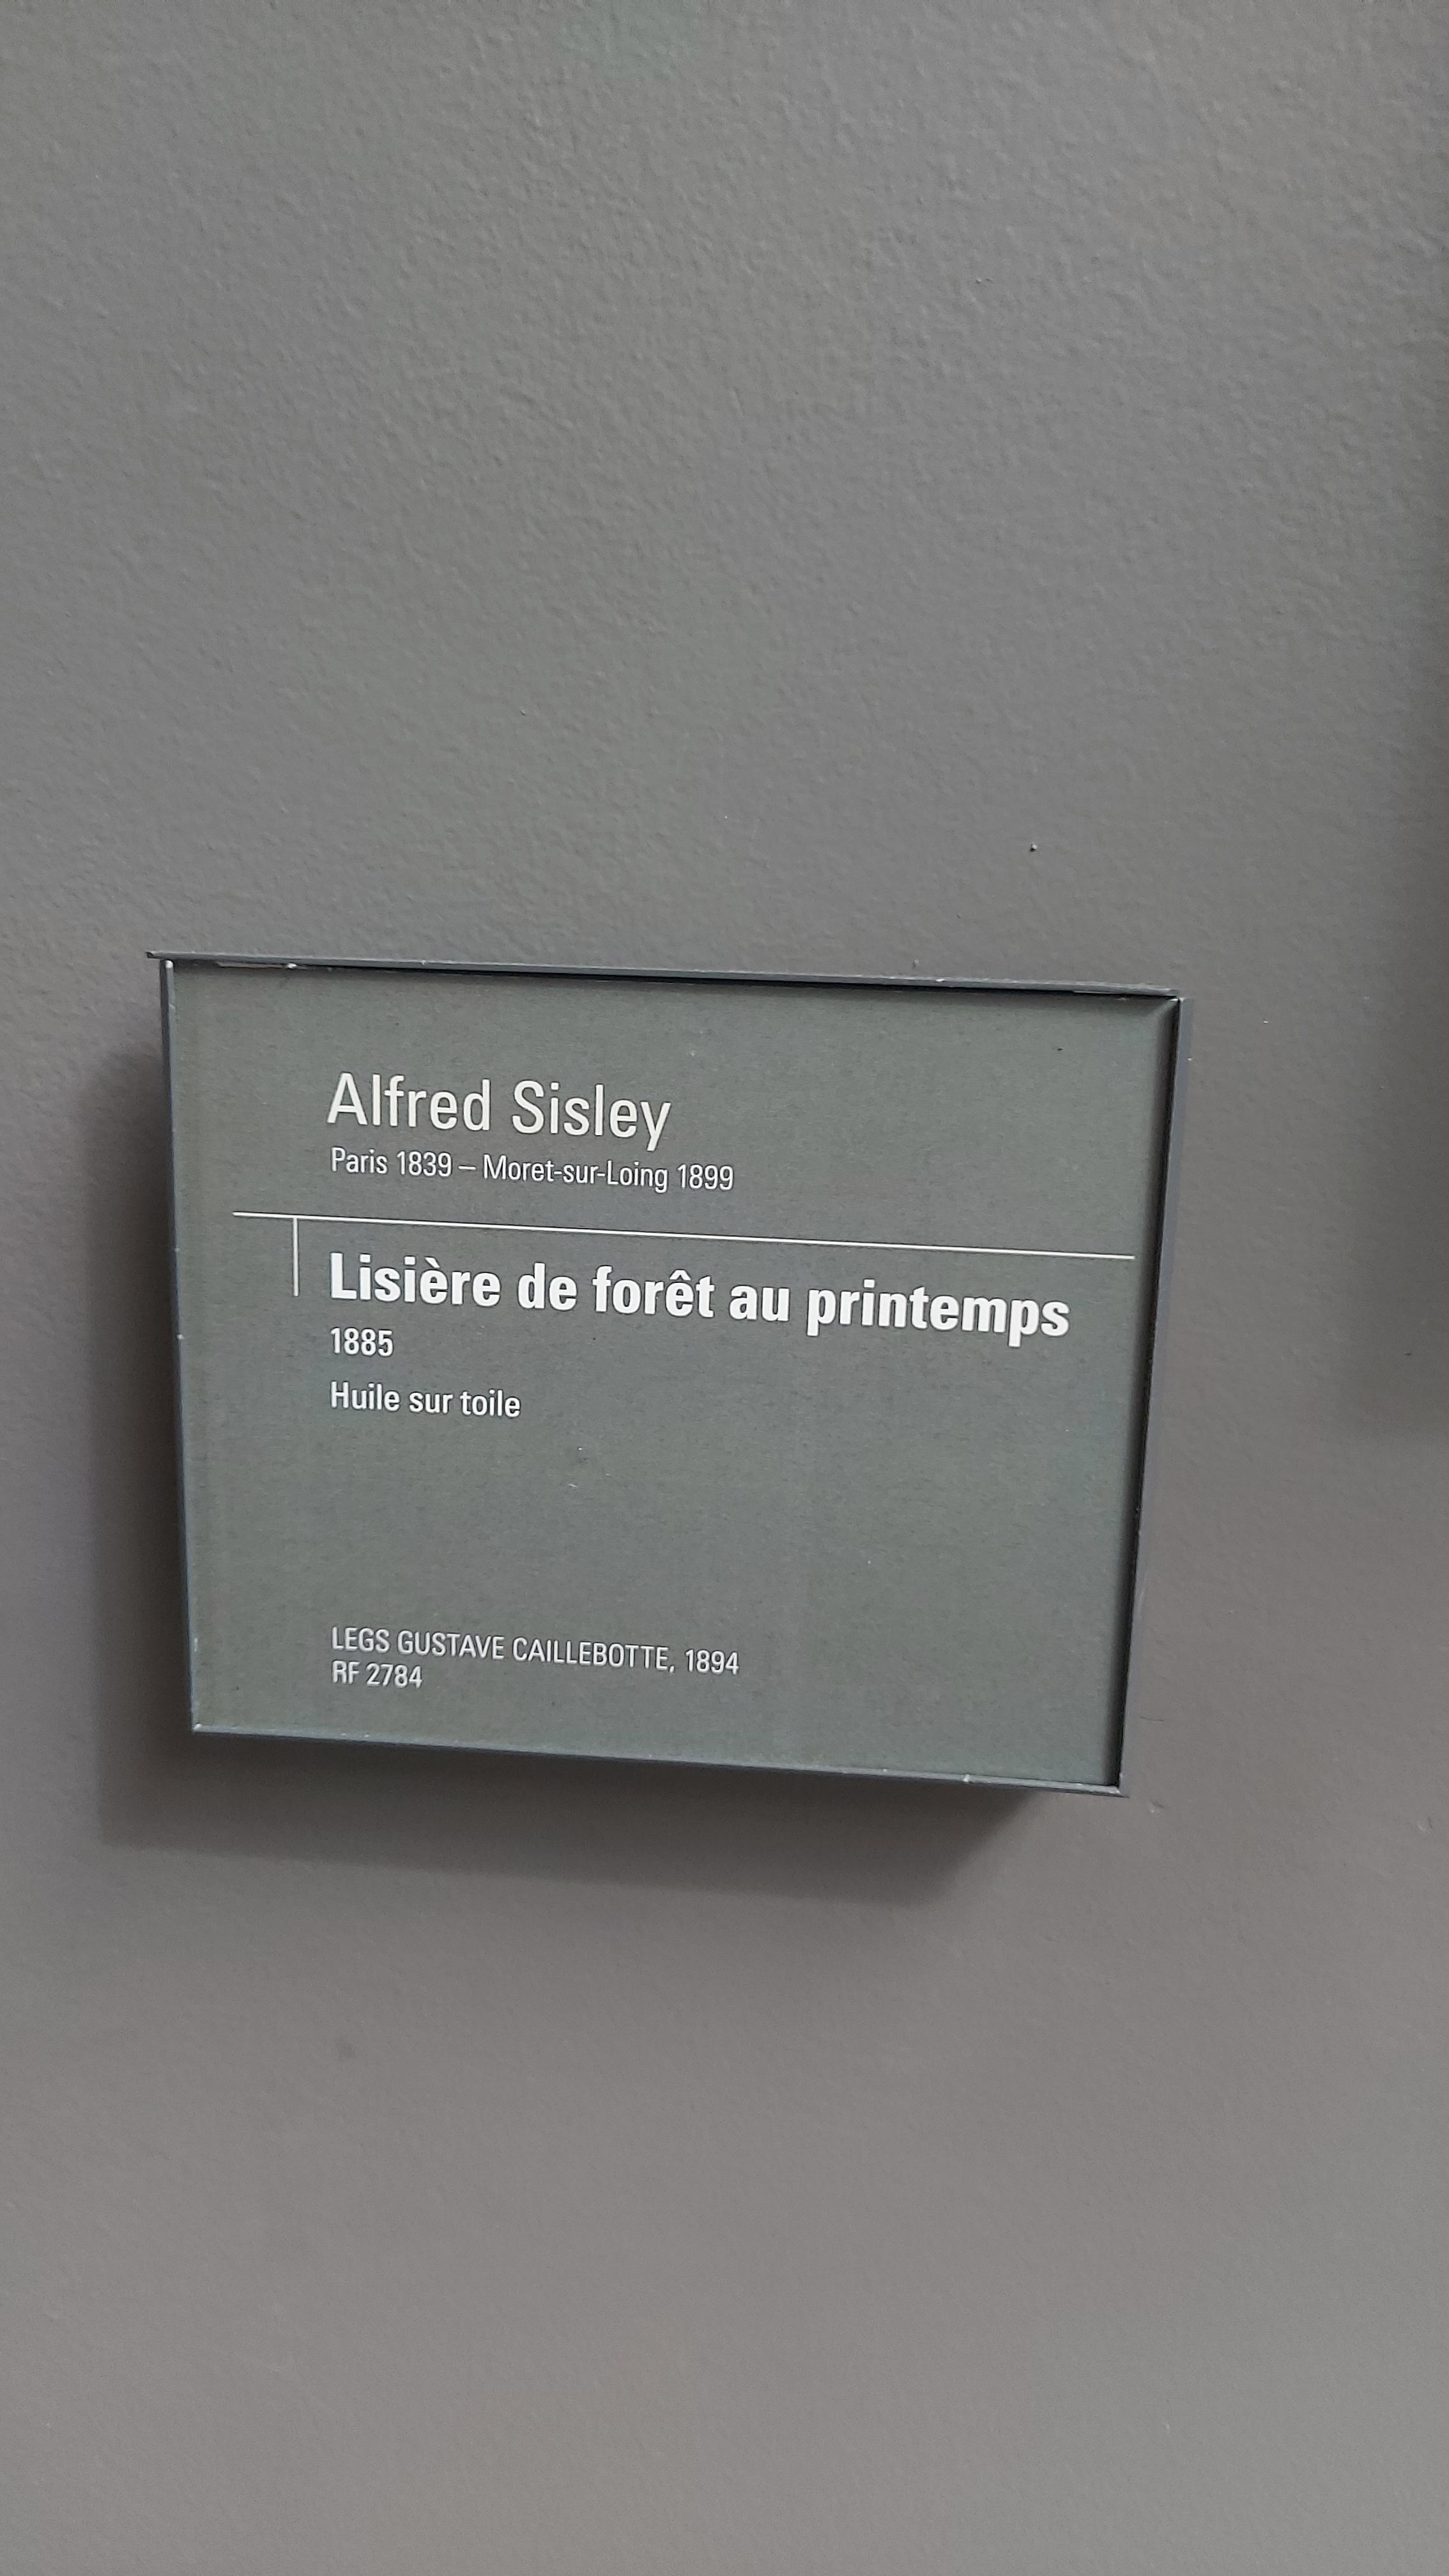 Alfred Sisley
Paris 1839 – Moret-sur-Loing 1899
Lisière de forêt au printemps
1885
Huile sur toile
LEGS GUSTAVE CAILLEBOTTE, 1894
RF 2784